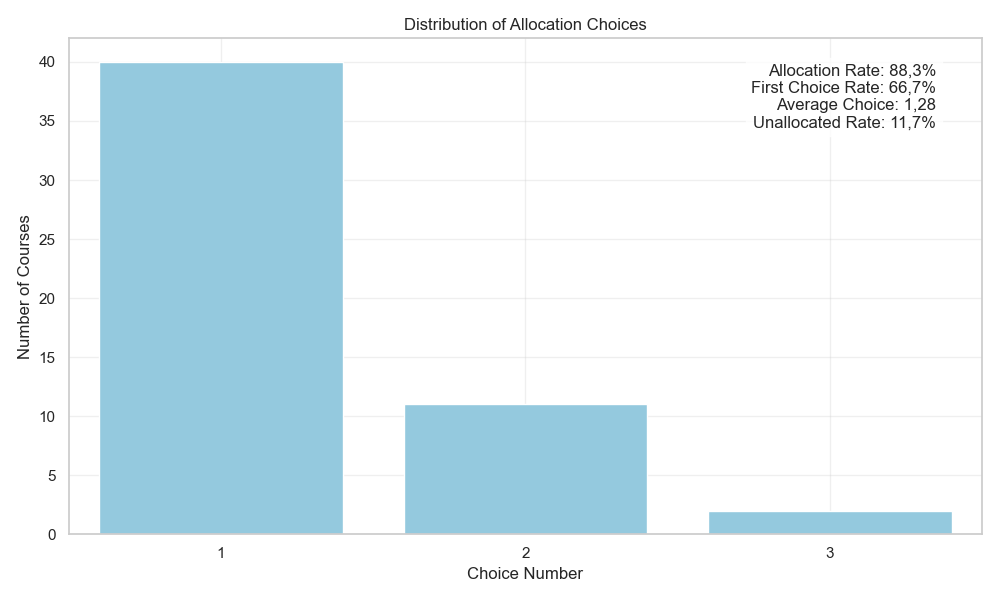 Distribution of Allocation Choices
Allocation Rate: 88,3%
First Choice Rate: 66,7%
Average Choice: 1,28
Unallocated Rate: 11,7%
Number of Courses
40
35
30
25
20
15
10
5
0
1
2
3
Choice Number